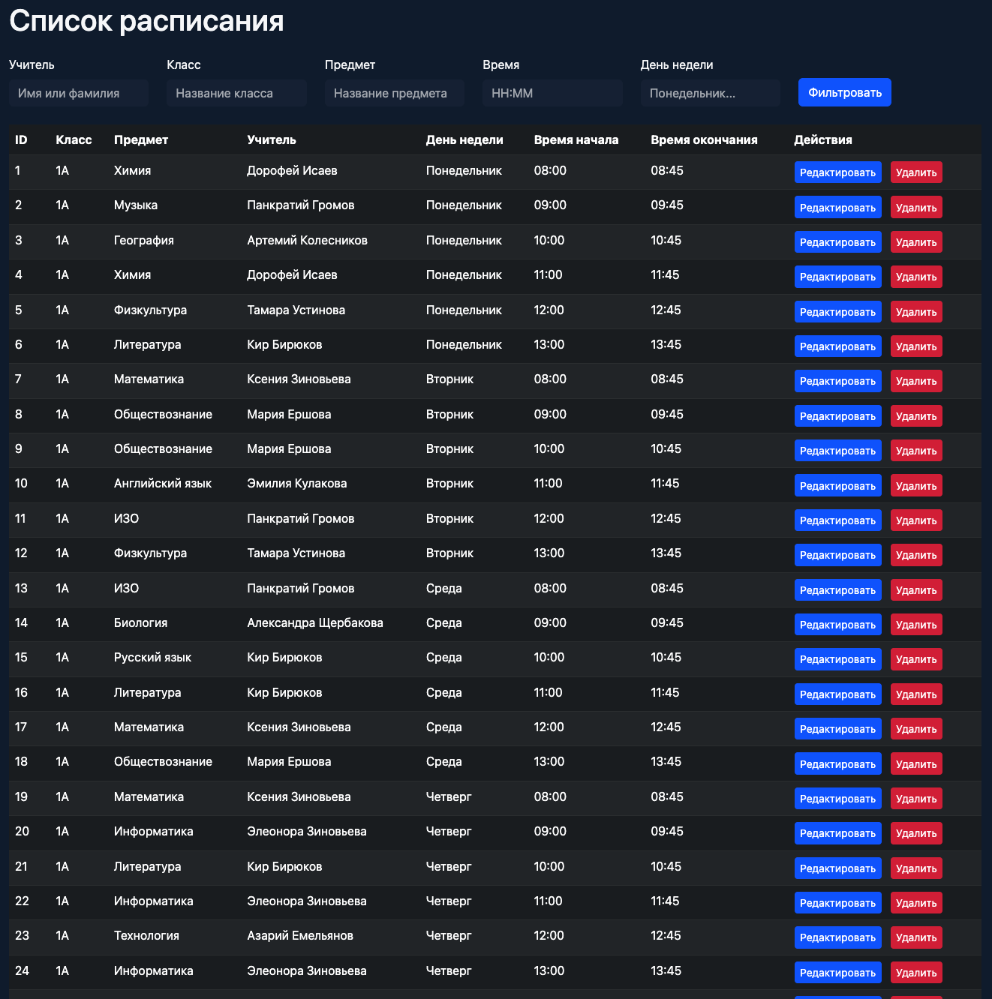 Список расписания
Учитель Класс Предмет Время День недели
Имя или фамилия Название класса Название предмета HH:MM Понедельник... Фильтровать
ID Класс Предмет Учитель День недели Время начала Время окончания Действия
1 1А Химия Дорофей Исаев Понедельник 08:00 08:45 Редактировать Удалить
2 1А Музыка Панкратий Громов Понедельник 09:00 09:45 Редактировать Удалить
3 1А География Артемий Колесников Понедельник 10:00 10:45 Редактировать Удалить
4 1А Химия Дорофей Исаев Понедельник 11:00 11:45 Редактировать Удалить
5 1А Физкультура Тамара Устинова Понедельник 12:00 12:45 Редактировать Удалить
6 1А Литература Кир Бирюков Понедельник 13:00 13:45 Редактировать Удалить
7 1А Математика Ксения Зиновьева Вторник 08:00 08:45 Редактировать Удалить
8 1А Обществознание Мария Ершова Вторник 09:00 09:45 Редактировать Удалить
9 1А Обществознание Мария Ершова Вторник 10:00 10:45 Редактировать Удалить
10 1А Английский язык Эмилия Кулакова Вторник 11:00 11:45 Редактировать Удалить
11 1А ИЗО Панкратий Громов Вторник 12:00 12:45 Редактировать Удалить
12 1А Физкультура Тамара Устинова Вторник 13:00 13:45 Редактировать Удалить
13 1А ИЗО Панкратий Громов Среда 08:00 08:45 Редактировать Удалить
14 1А Биология Александра Щербакова Среда 09:00 09:45 Редактировать Удалить
15 1А Русский язык Кир Бирюков Среда 10:00 10:45 Редактировать Удалить
16 1А Литература Кир Бирюков Среда 11:00 11:45 Редактировать Удалить
17 1А Математика Ксения Зиновьева Среда 12:00 12:45 Редактировать Удалить
18 1А Обществознание Мария Ершова Среда 13:00 13:45 Редактировать Удалить
19 1А Математика Ксения Зиновьева Четверг 08:00 08:45 Редактировать Удалить
20 1А Информатика Элеонора Зиновьева Четверг 09:00 09:45 Редактировать Удалить
21 1А Литература Кир Бирюков Четверг 10:00 10:45 Редактировать Удалить
22 1А Информатика Элеонора Зиновьева Четверг 11:00 11:45 Редактировать Удалить
23 1А Технология Азарий Емельянов Четверг 12:00 12:45 Редактировать Удалить
24 1А Информатика Элеонора Зиновьева Четверг 13:00 13:45 Редактировать Удалить